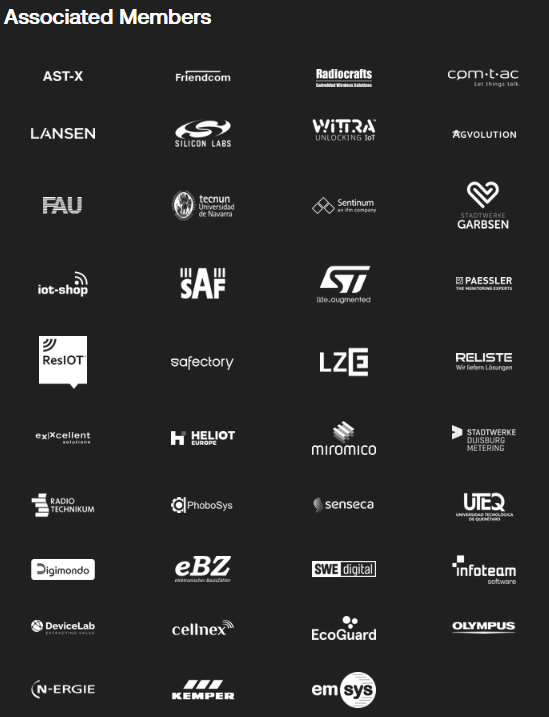 Associated Members
AST-X
Friendcom
Radiocrafts
Embedded Wireless Solutions
comtac
Let things talk.
LANSEN
SILICON LABS
WiTTRA
UNLOCKING IoT
AGVOLUTION
FAU
tecnun
Universidad
de Navarra
Sentinum
an ifm company
STADTWERKE
GARBSEN
iot-shop
SAF
ST
life.augmented
PAESSLER
THE MONITORING EXPERTS
ResIOT
safectory
LZE
RELISTE
Wir liefern Lösungen
exxcellent
solutions
HELIOT
EUROPE
miromico
STADTWERKE
DUISBURG
METERING
RADIO
TECHNIKUM
PhoboSys
senseca
UTEQ
UNIVERSIDAD TECNOLÓGICA
DE QUERÉTARO
Digimondo
eBZ
elektronischer BasisZähler
SWE digital
infoteam
software
DeviceLab
EXTRACTING VALUE
cellnex
EcoGuard
OLYMPUS
N-ERGIE
KEMPER
emsys